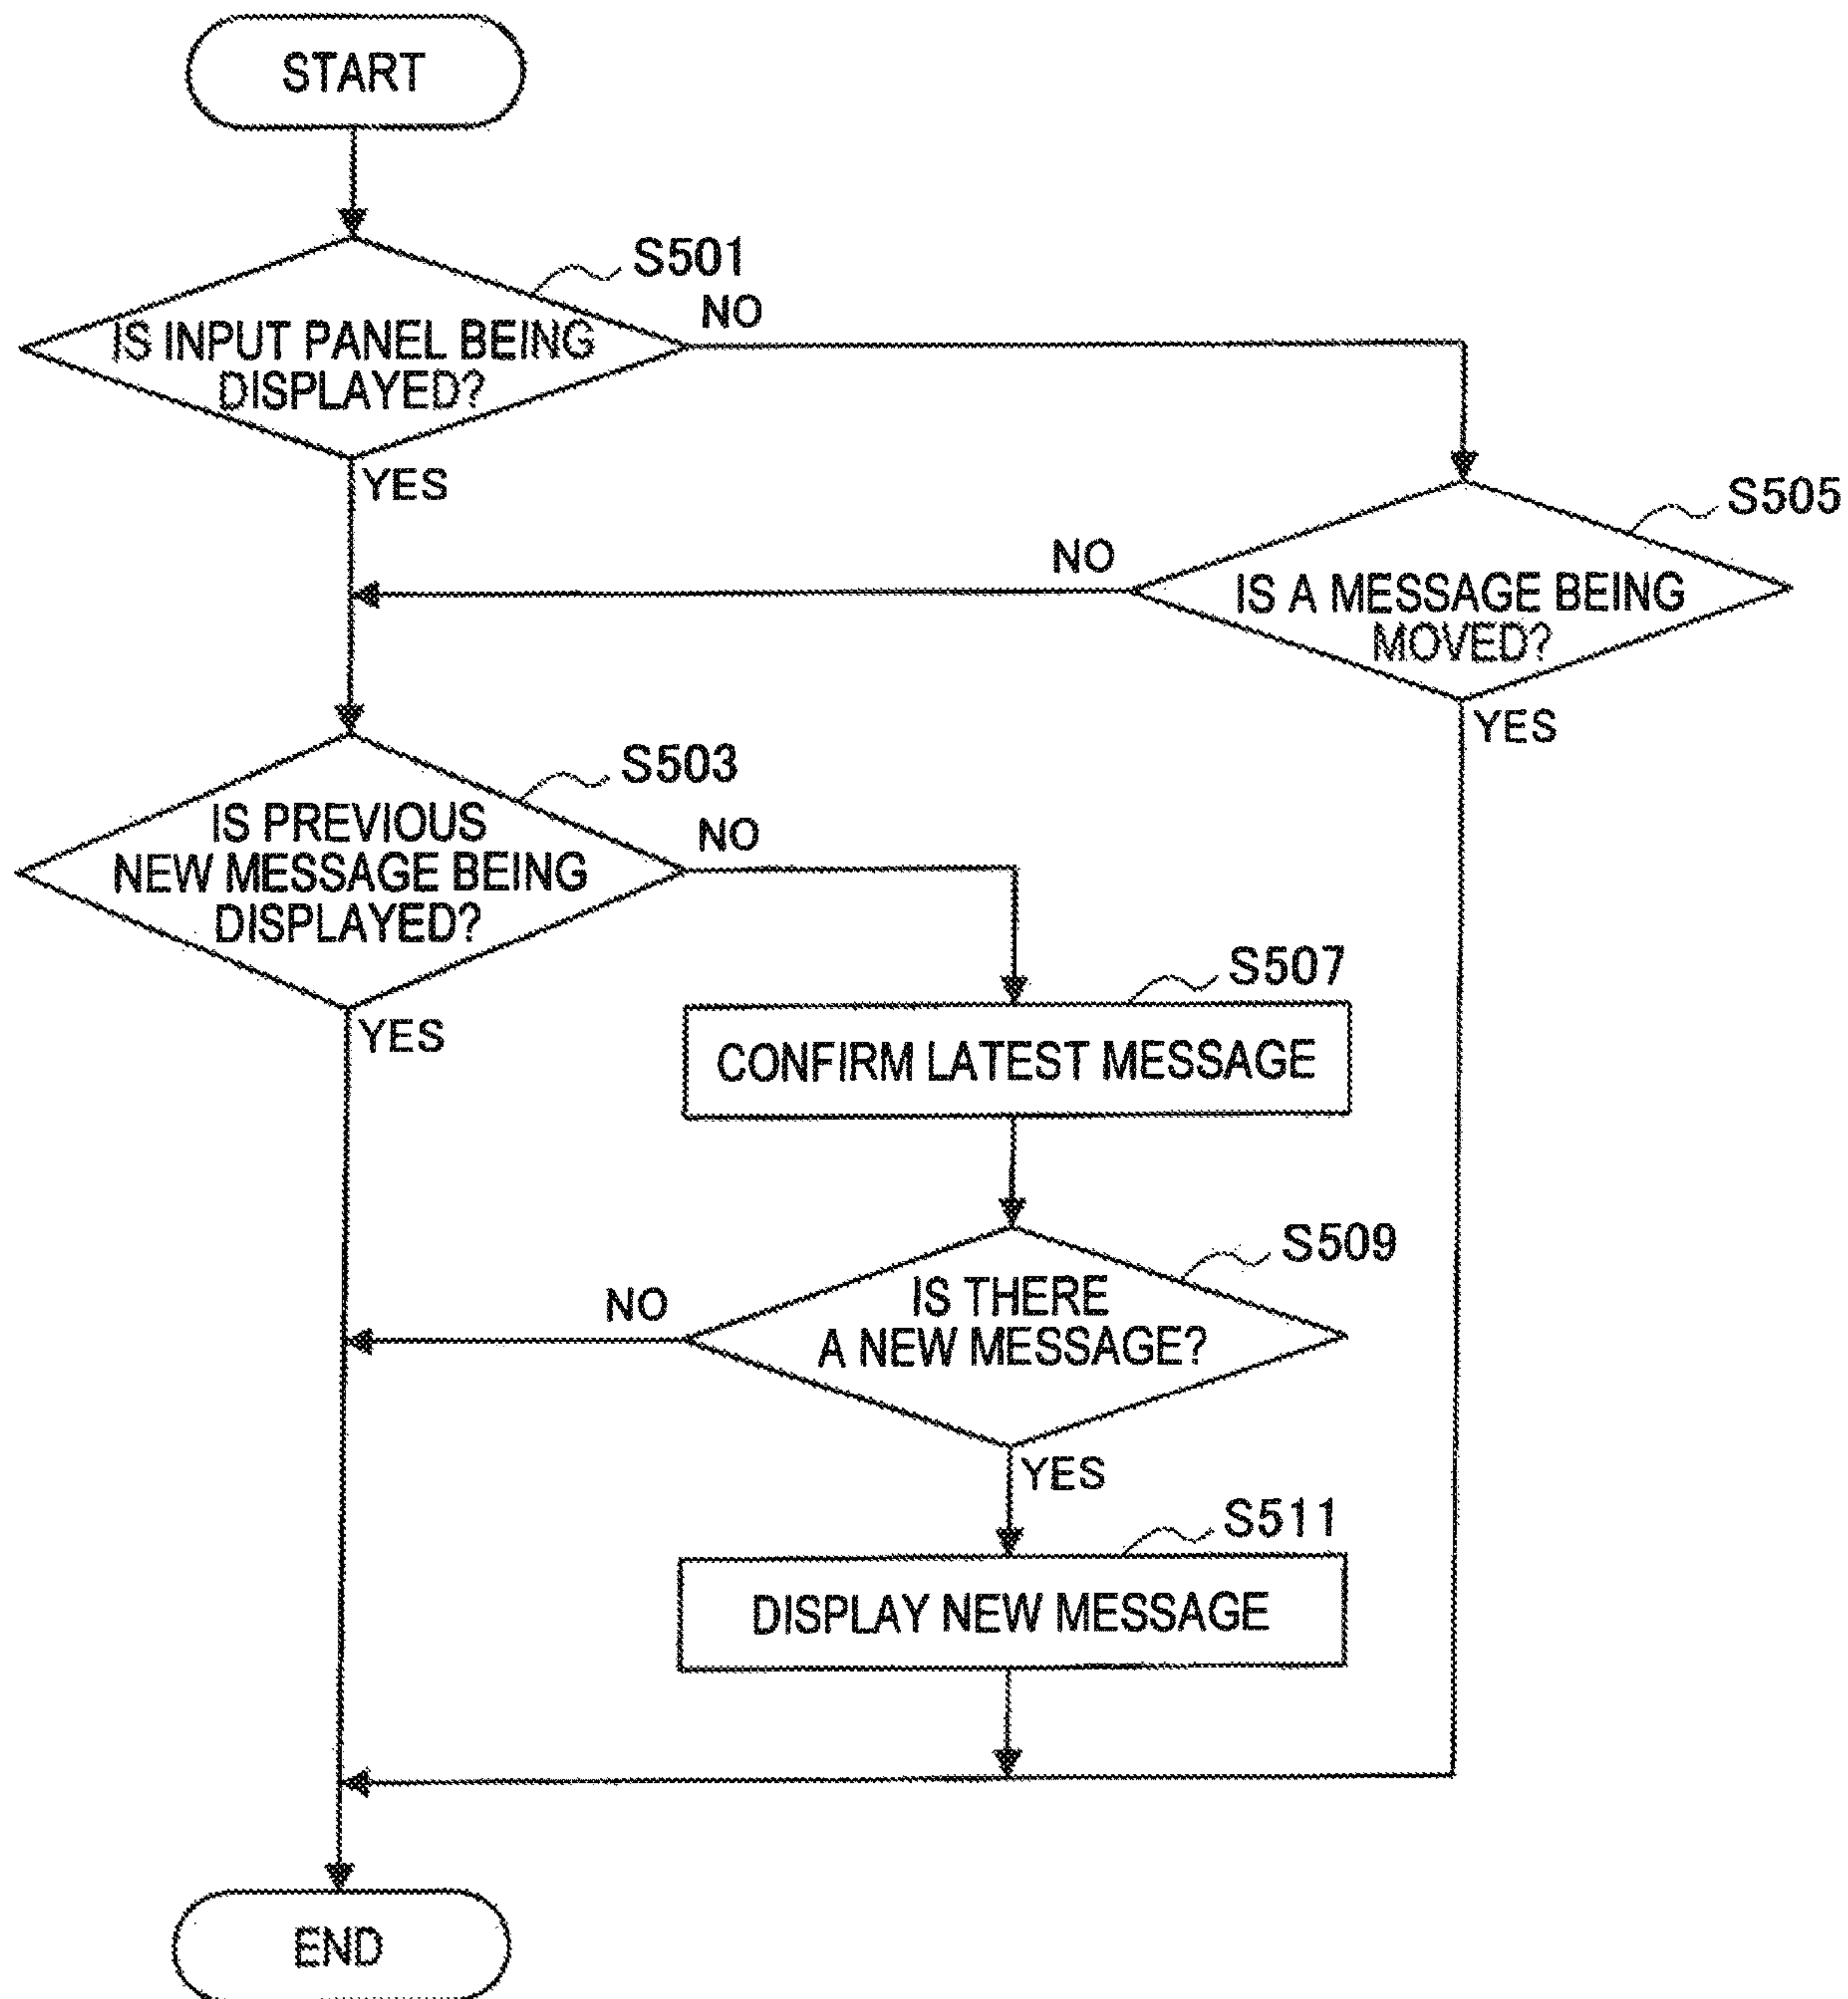 START
S501
NO
IS INPUT PANEL BEING
DISPLAYED?
YES
S505
NO
IS A MESSAGE BEING
MOVED?
YES
S503
IS PREVIOUS
NO
NEW MESSAGE BEING
DISPLAYED?
S507
YES
CONFIRM LATEST MESSAGE
S509
IS THERE
NO
A NEW MESSAGE?
YES
S511
DISPLAY NEW MESSAGE
END